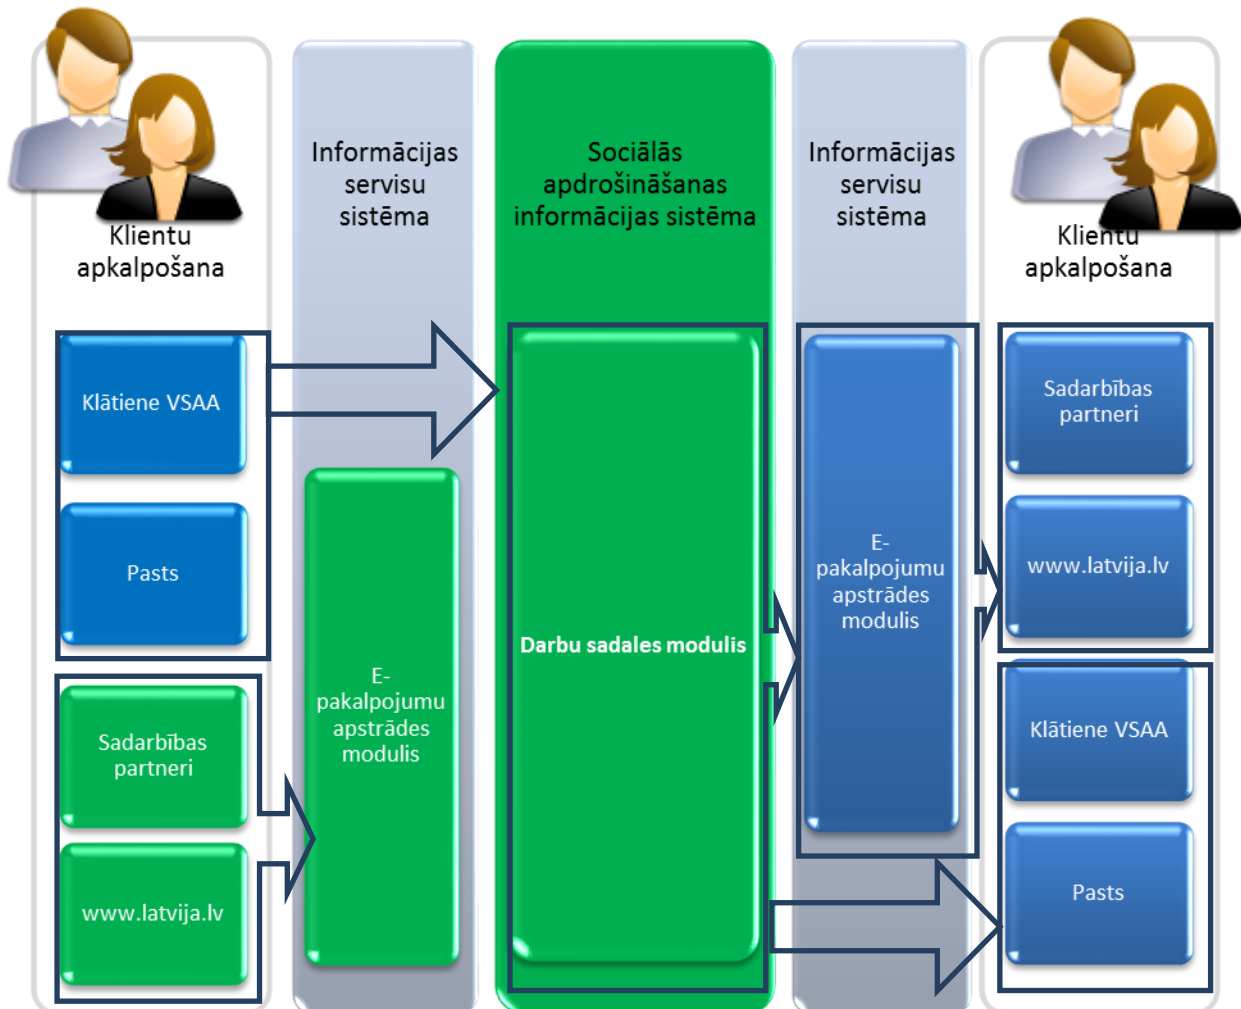 Klientu
apkalpošana
Klātiene VSAA
Pasts
Sadarbības
partneri
www.latvija.lv
Informācijas
servisu
sistēma
E-
pakalpojumu
apstrādes
modulis
Sociālās
apdrošināšanas
informācijas sistēma
Darbu sadales modulis
Informācijas
servisu
sistēma
E-
pakalpojumu
apstrādes
modulis
Klientu
apkalpošana
Sadarbības
partneri
www.latvija.lv
Klātiene VSAA
Pasts